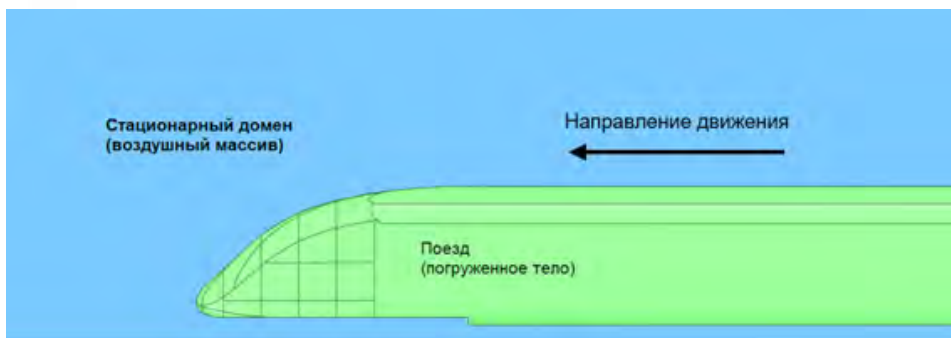 Стационарный домен
(воздушный массив)
Направление движения
Поезд
(погруженное тело)